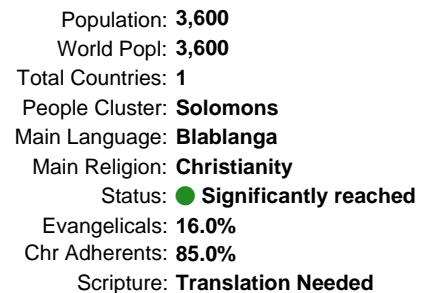 Population: 3,600
World Popl: 3,600
Total Countries: 1
People Cluster: Solomons
Main Language: Blablanga
Main Religion: Christianity
Status: Significantly reached
Evangelicals: 16.0%
Chr Adherents: 85.0%
Scripture: Translation Needed